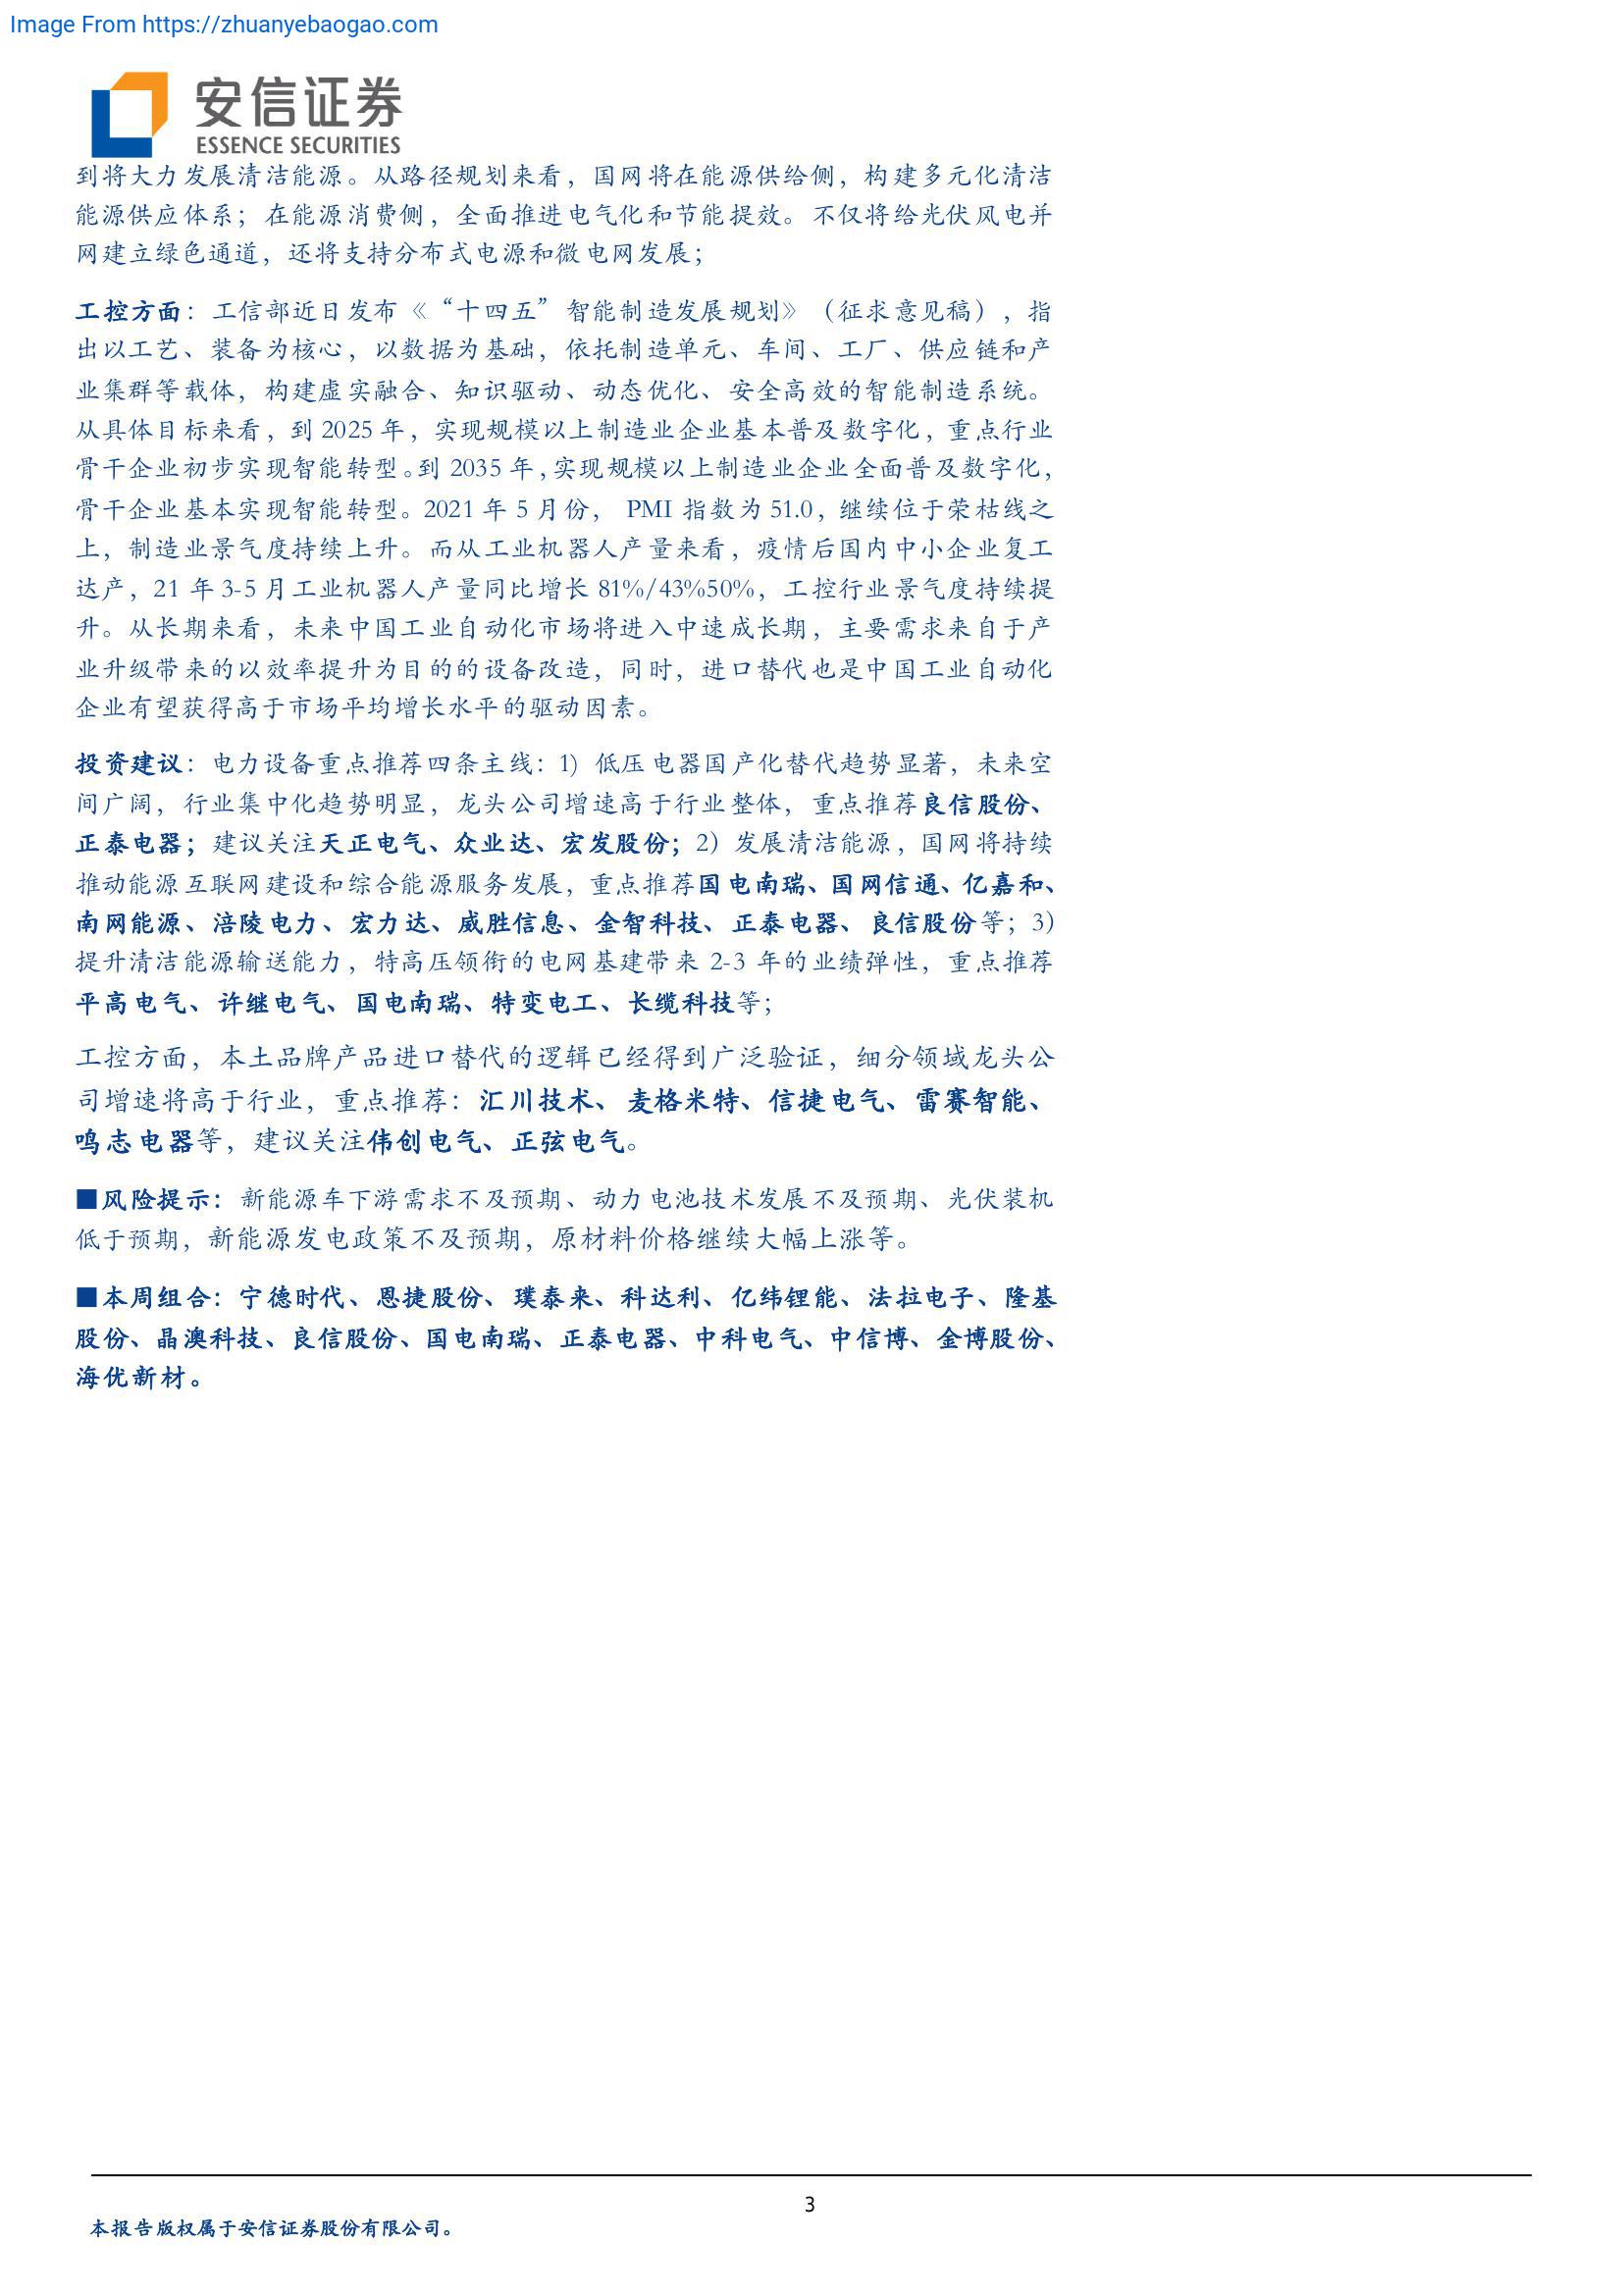 Image From https://zhuanyebaogao.com
安信证券
ESSENCE SECURITIES
到将大力发展清洁能源。从路径规划来看，国网将在能源供给侧，构建多元化清洁
能源供应体系；在能源消费侧，全面推进电气化和节能提效。不仅将给光伏风电并
网建立绿色通道，还将支持分布式电源和微电网发展；
工控方面：工信部近日发布《“十四五”智能制造发展规划》（征求意见稿），指
出以工艺、装备为核心，以数据为基础，依托制造单元、车间、工厂、供应链和产
业集群等载体，构建虚实融合、知识驱动、动态优化、安全高效的智能制造系统。
从具体目标来看，到 2025 年，实现规模以上制造业企业基本普及数字化，重点行业
骨干企业初步实现智能转型。到 2035 年，实现规模以上制造业企业全面普及数字化，
骨干企业基本实现智能转型。2021 年 5 月份， PMI 指数为 51.0，继续位于荣枯线之
上，制造业景气度持续上升。而从工业机器人产量来看，疫情后国内中小企业复工
达产，21 年 3-5 月工业机器人产量同比增长 81%/43%50%，工控行业景气度持续提
升。从长期来看，未来中国工业自动化市场将进入中速成长期，主要需求来自于产
业升级带来的以效率提升为目的的设备改造，同时，进口替代也是中国工业自动化
企业有望获得高于市场平均增长水平的驱动因素。
投资建议：电力设备重点推荐四条主线：1）低压电器国产化替代趋势显著，未来空
间广阔，行业集中化趋势明显，龙头公司增速高于行业整体，重点推荐良信股份、
正泰电器；建议关注天正电气、众业达、宏发股份；2）发展清洁能源，国网将持续
推动能源互联网建设和综合能源服务发展，重点推荐国电南瑞、国网信通、亿嘉和、
南网能源、涪陵电力、宏力达、威胜信息、金智科技、正泰电器、良信股份等；3）
提升清洁能源输送能力，特高压领衔的电网基建带来 2-3 年的业绩弹性，重点推荐
平高电气、许继电气、国电南瑞、特变电工、长缆科技等；
工控方面，本土品牌产品进口替代的逻辑已经得到广泛验证，细分领域龙头公
司增速将高于行业，重点推荐：汇川技术、麦格米特、信捷电气、雷赛智能、
鸣志电器等，建议关注伟创电气、正弦电气。
■风险提示：新能源车下游需求不及预期、动力电池技术发展不及预期、光伏装机
低于预期，新能源发电政策不及预期，原材料价格继续大幅上涨等。
■本周组合：宁德时代、恩捷股份、璞泰来、科达利、亿纬锂能、法拉电子、隆基
股份、晶澳科技、良信股份、国电南瑞、正泰电器、中科电气、中信博、金博股份、
海优新材。
3
本报告版权属于安信证券股份有限公司。